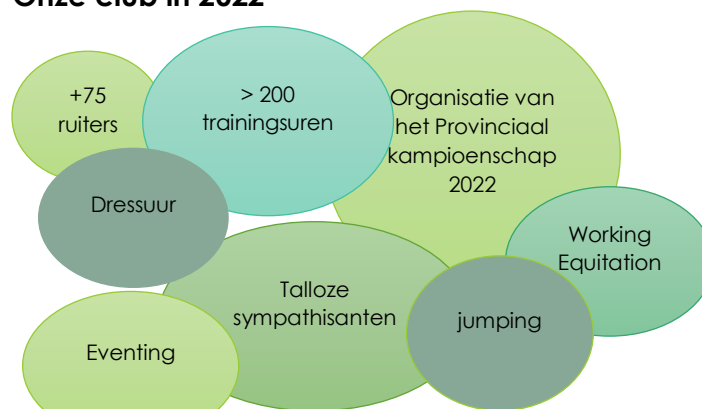 Onze club in 2022
+75
ruiters
> 200
trainingsuren
Organisatie van
het Provinciaal
kampioenschap
2022
Dressuur
Working
Equitation
Talloze
sympathisanten
jumping
Eventing